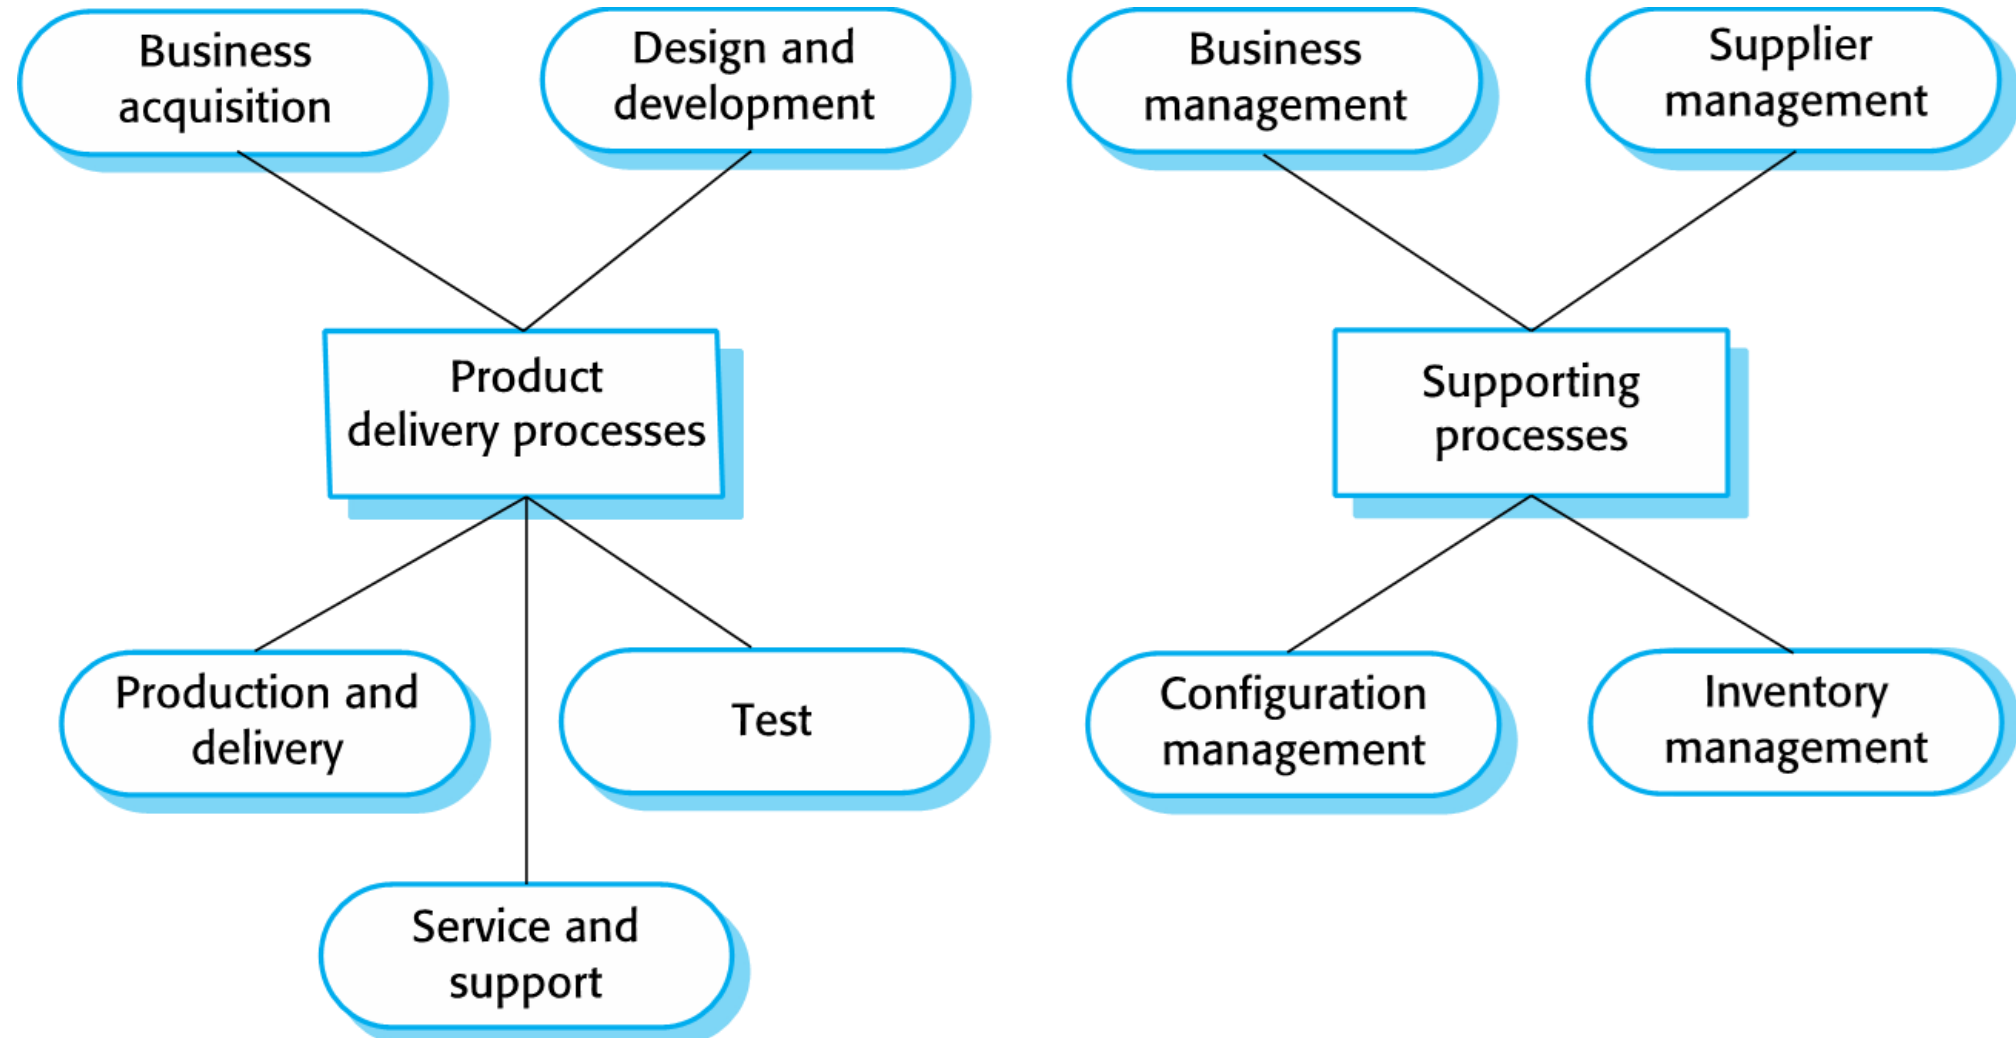 Business
acquisition
Design and
development
Business
management
Supplier
management
Product
delivery processes
Supporting
processes
Production and
delivery
Test
Configuration
management
Inventory
management
Service and
support